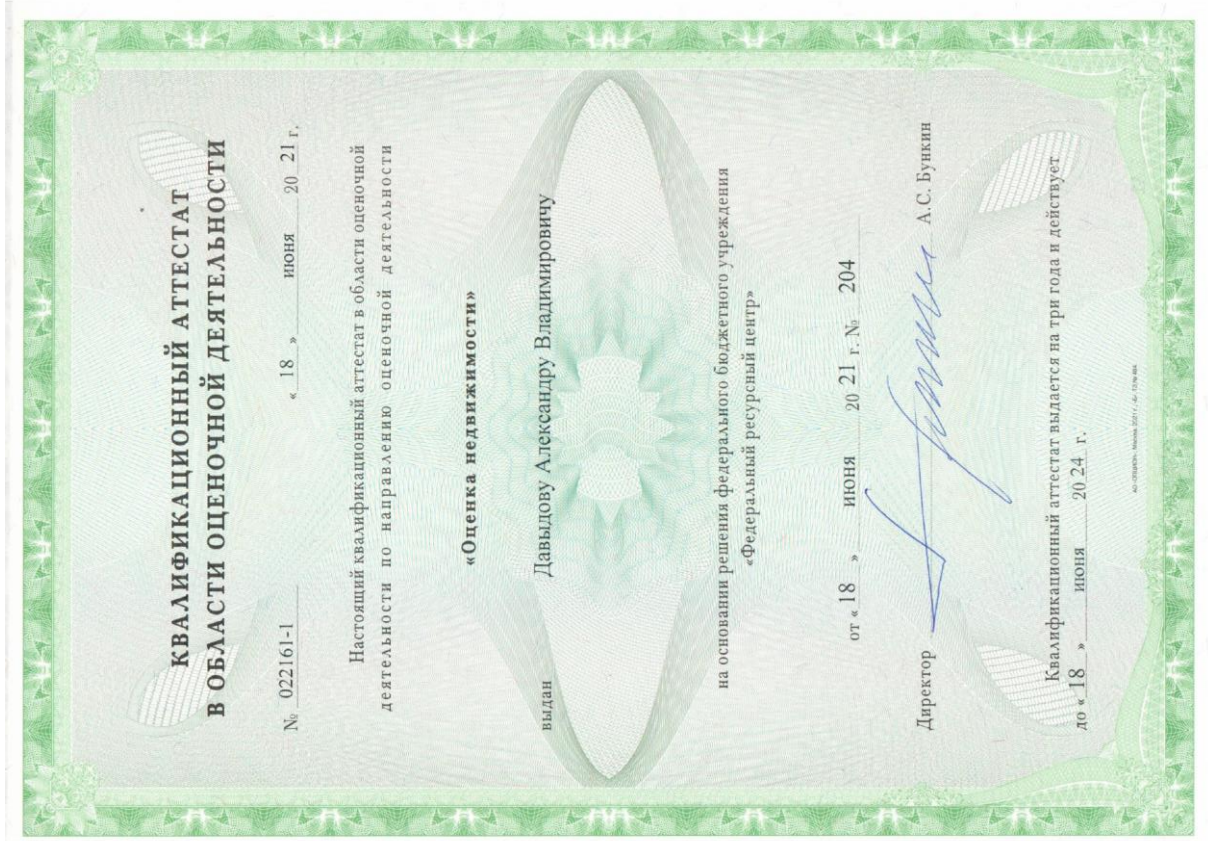 КВАЛИФИКАЦИОННЫЙ АТТЕСТАТ
В ОБЛАСТИ ОЦЕНОЧНОЙ ДЕЯТЕЛЬНОСТИ
№ 022161-1 « 18 » июня 20 21 г.
Настоящий квалификационный аттестат в области оценочной
деятельности по направлению оценочной деятельности
«Оценка недвижимости»
выдан Давыдову Александру Владимировичу
на основании решения федерального бюджетного учреждения
«Федеральный ресурсный центр»
от « 18 » июня 20 21 г. № 204
Директор А.С. Бункин
Квалификационный аттестат выдается на три года и действует
до « 18 » июня 20 24 г.